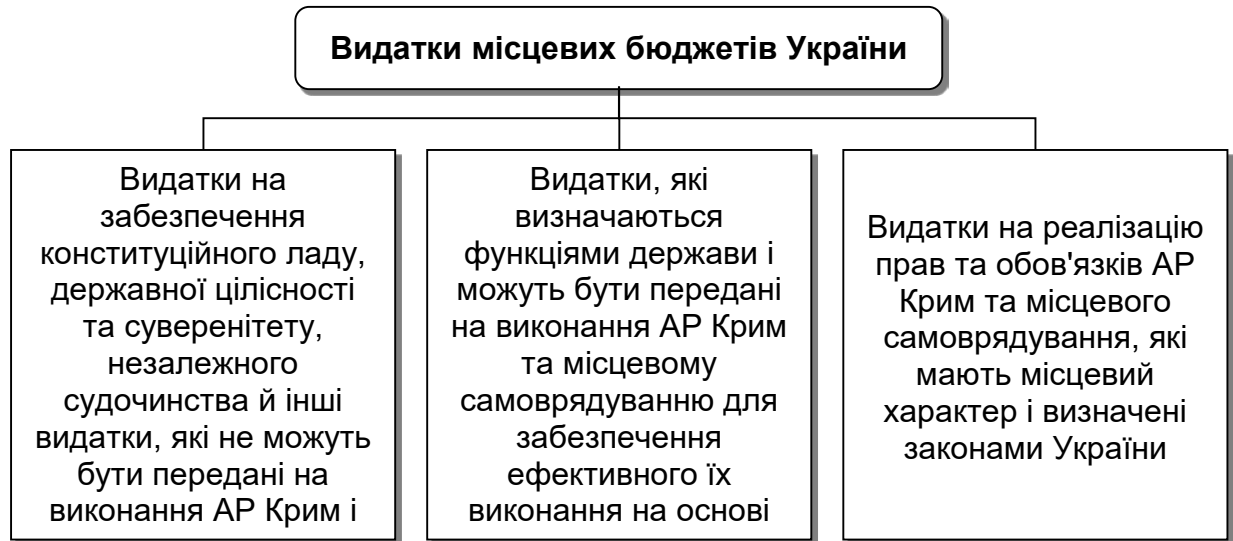 Видатки місцевих бюджетів України
Видатки на
забезпечення
конституційного ладу,
державної цілісності
та суверенітету,
незалежного
судочинства й інші
видатки, які не можуть
бути передані на
виконання АР Крим і
Видатки, які
визначаються
функціями держави і
можуть бути передані
на виконання АР Крим
та місцевому
самоврядуванню для
забезпечення
ефективного їх
виконання на основі
Видатки на реалізацію
прав та обов'язків АР
Крим та місцевого
самоврядування, які
мають місцевий
характер і визначені
законами України